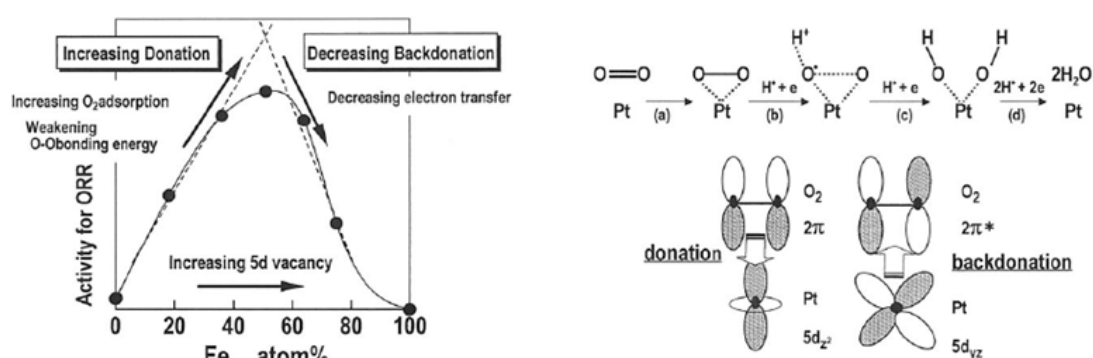 Increasing Donation
Decreasing Backdonation
Increasing O₂adsorption
Weakening
O-Obonding energy
Decreasing electron transfer
Increasing 5d vacancy
Activity for ORR
0 20 40 60 80 100
Fe atom%
H⁺ H H
O O O O O* O O O 2H₂O
H⁺ + e H⁺ + e 2H⁺ + 2e
Pt (a) Pt (b) Pt (c) Pt (d) Pt
O₂ O₂
2π 2π*
donation backdonation
Pt Pt
5dz² 5dyz